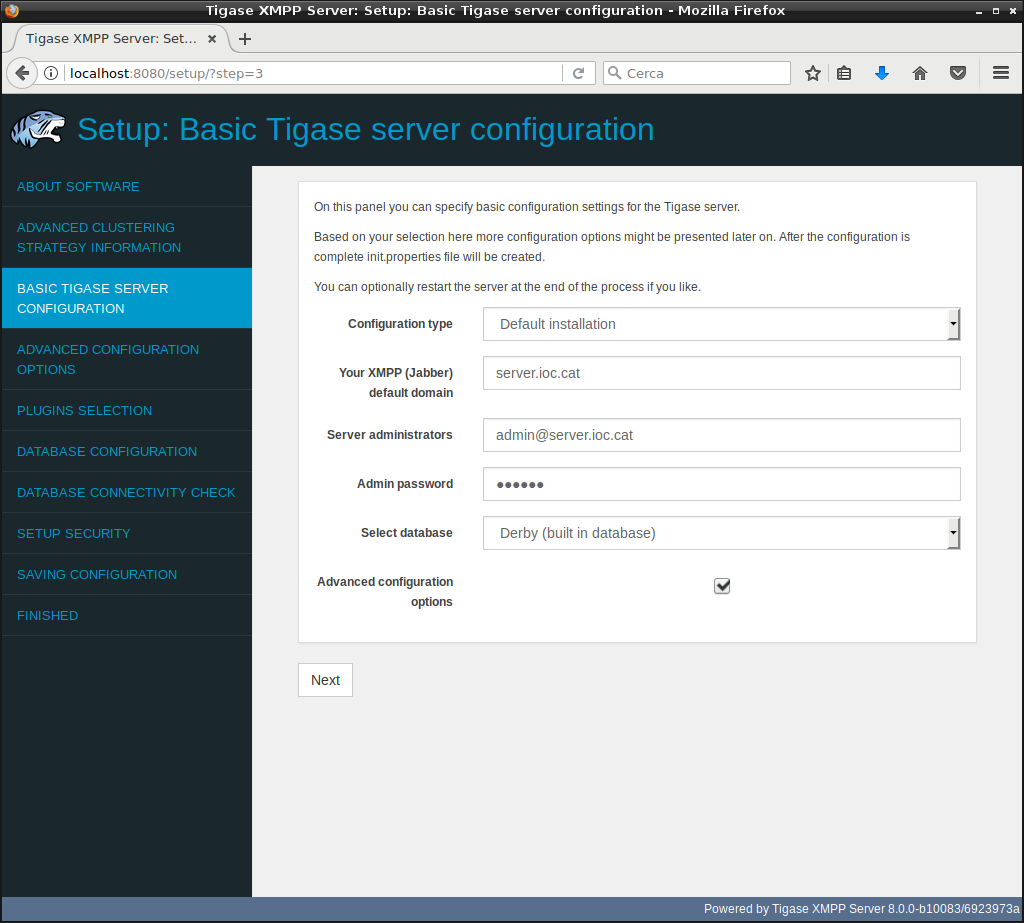 Tigase XMPP Server: Setup: Basic Tigase server configuration - Mozilla Firefox
Tigase XMPP Server: Set...
localhost:8080/setup/?step=3
Cerca
Setup: Basic Tigase server configuration
ABOUT SOFTWARE
ADVANCED CLUSTERING
STRATEGY INFORMATION
BASIC TIGASE SERVER
CONFIGURATION
ADVANCED CONFIGURATION
OPTIONS
PLUGINS SELECTION
DATABASE CONFIGURATION
DATABASE CONNECTIVITY CHECK
SETUP SECURITY
SAVING CONFIGURATION
FINISHED
On this panel you can specify basic configuration settings for the Tigase server.
Based on your selection here more configuration options might be presented later on. After the configuration is
complete init.properties file will be created.
You can optionally restart the server at the end of the process if you like.
Configuration type
Default installation
Your XMPP (Jabber)
default domain
server.ioc.cat
Server administrators
admin@server.ioc.cat
Admin password
●●●●●●
Select database
Derby (built in database)
Advanced configuration
options
Next
Powered by Tigase XMPP Server 8.0.0-b10083/6923973a